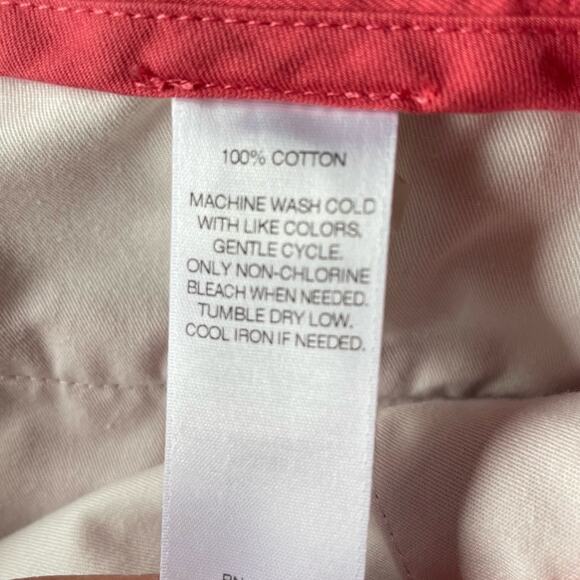 100% COTTON
MACHINE WASH COLD
WITH LIKE COLORS,
GENTLE CYCLE.
ONLY NON-CHLORINE
BLEACH WHEN NEEDED.
TUMBLE DRY LOW.
COOL IRON IF NEEDED.